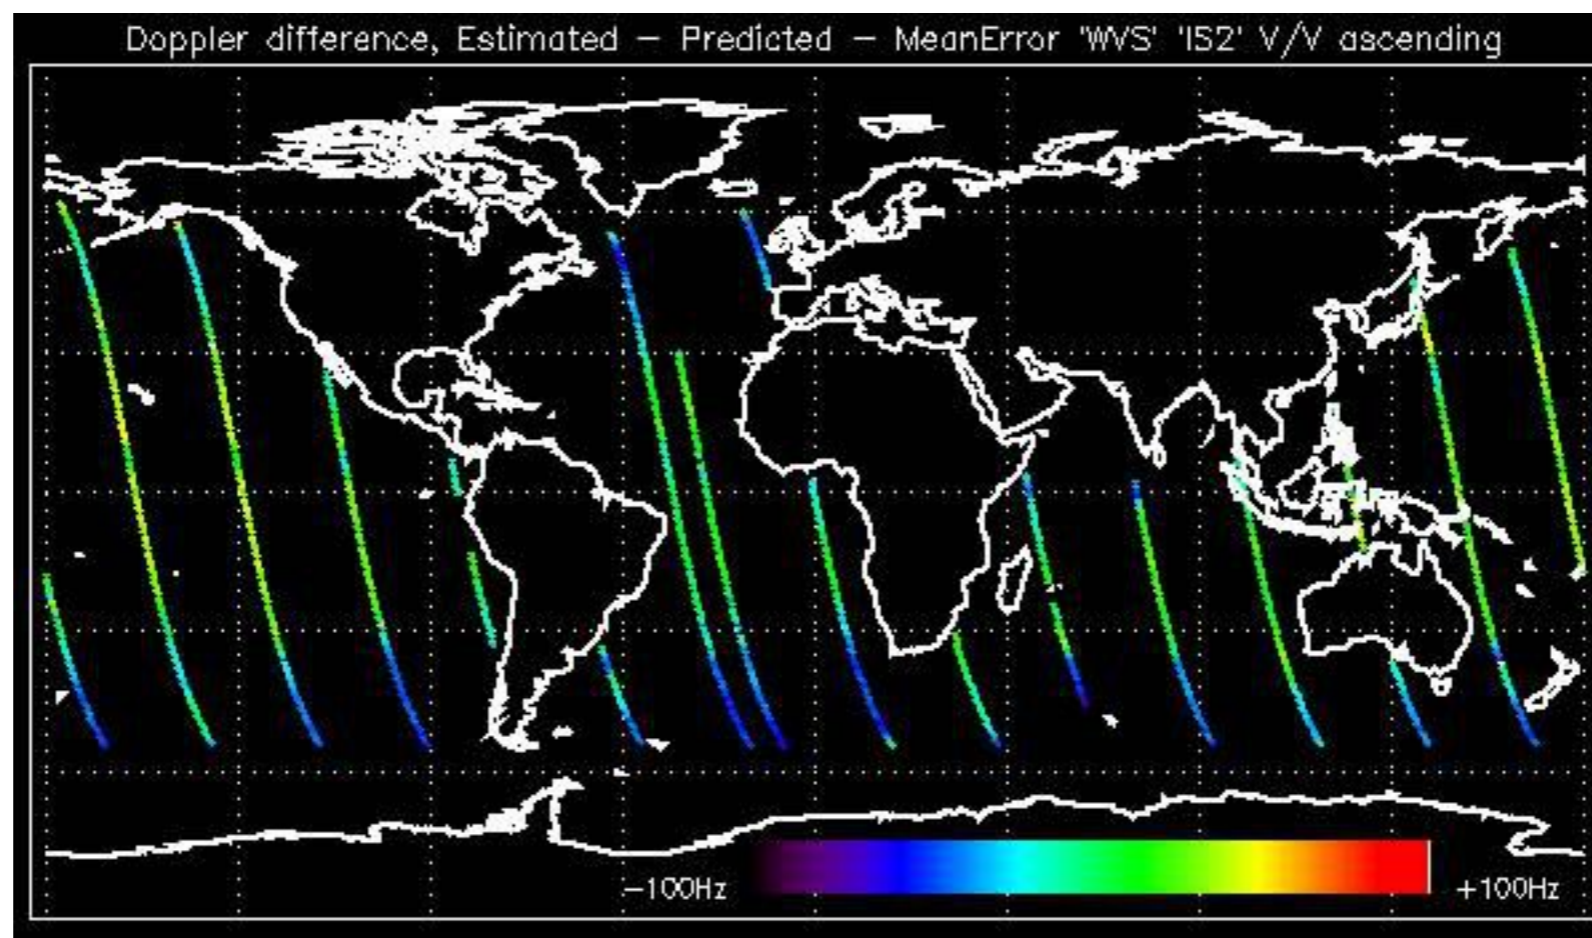 Doppler difference, Estimated – Predicted – MeanError 'WVS' 'IS2' V/V ascending
−100Hz
+100Hz